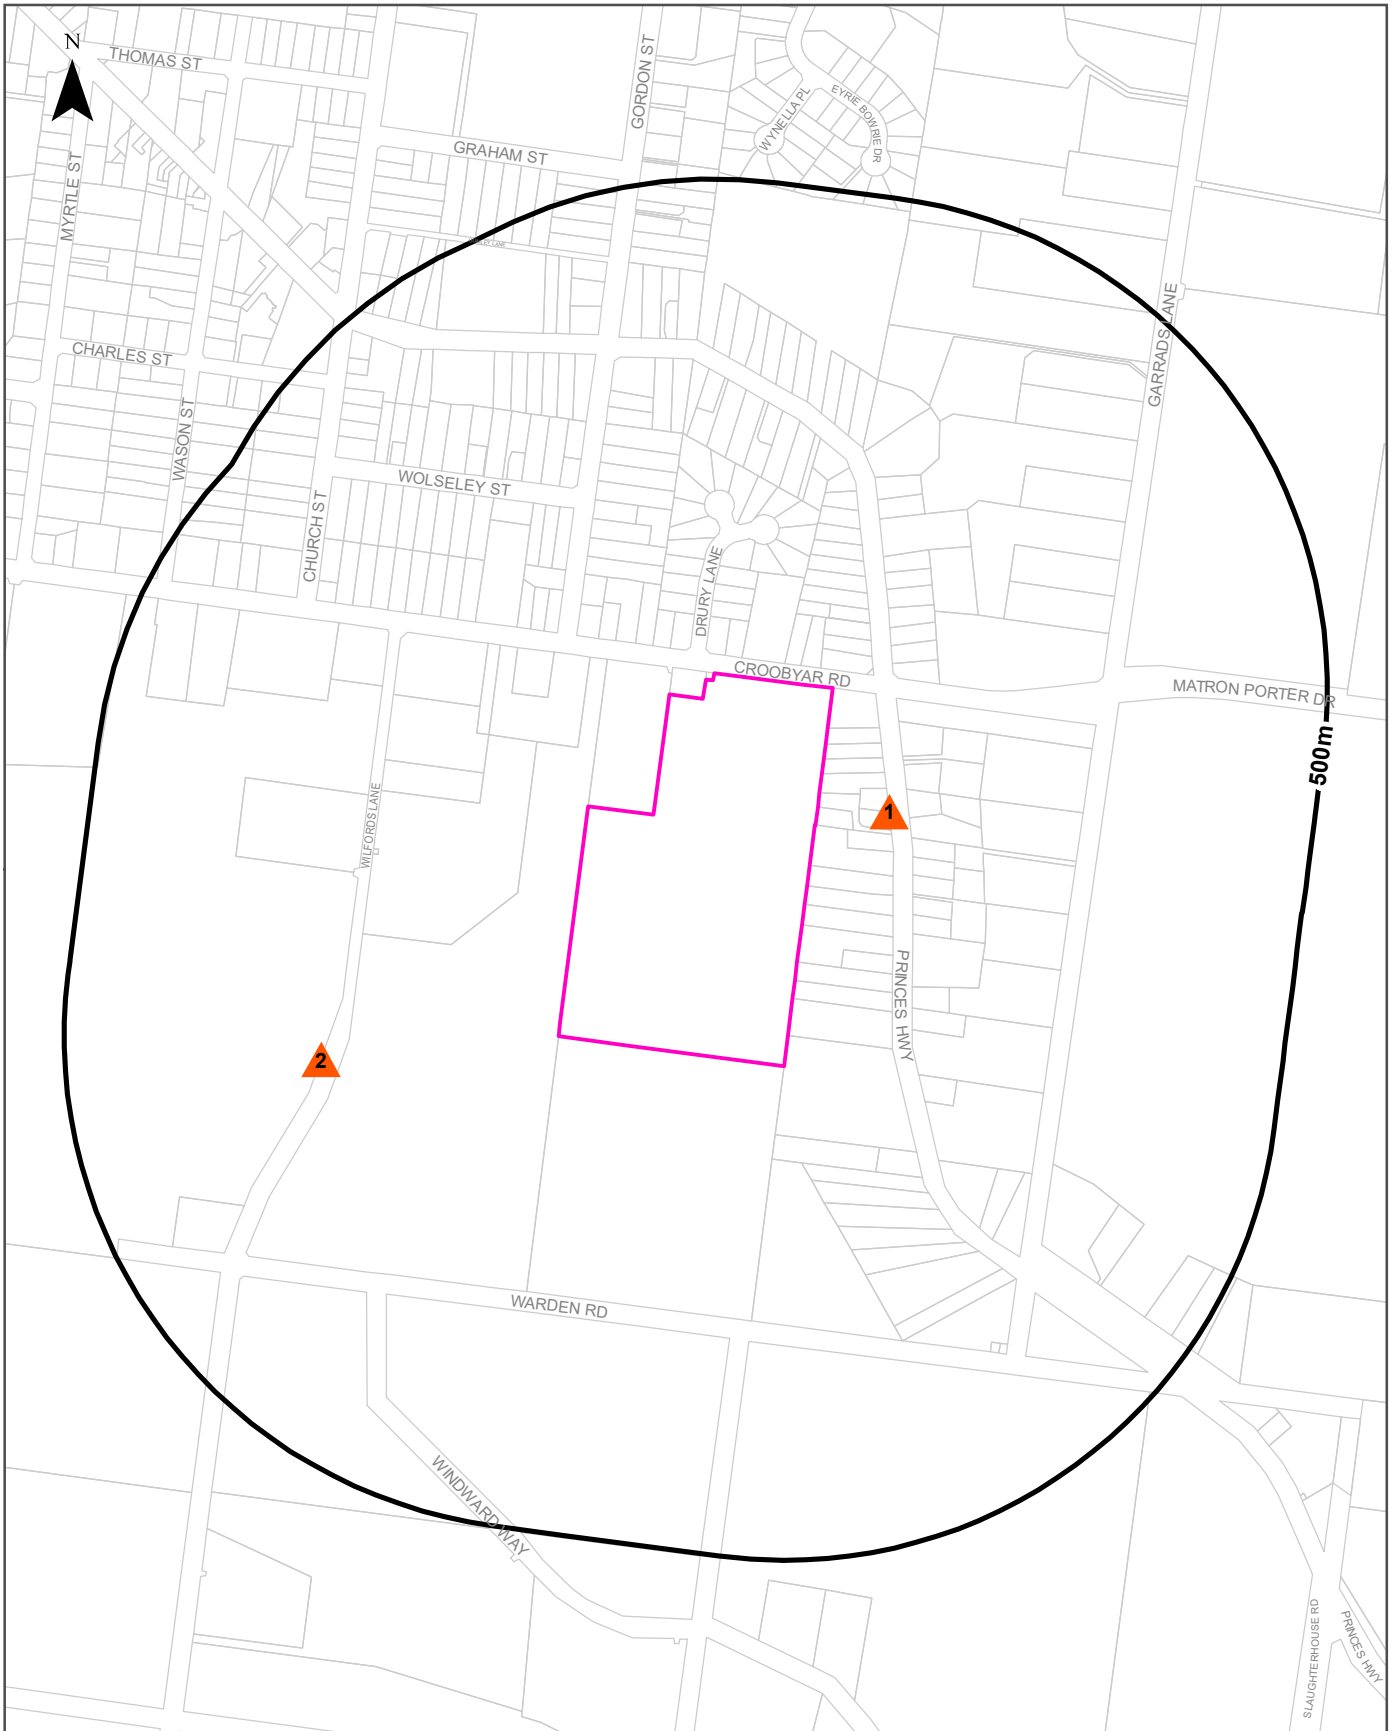 N
THOMAS ST
GORDON ST
EYRIE BOWRIE DR
WYNELLA PL
GRAHAM ST
MYRTLE ST
GARRADS LANE
CHARLES ST
WASON ST
WOLSELEY ST
CHURCH ST
DRURY LANE
CROOBYAR RD
MATRON PORTER DR
500m
WILFORDS LANE
1
PRINCES HWY
2
WARDEN RD
WINDWARD WAY
SLAUGHTERHOUSE RD
PRINCES HWY